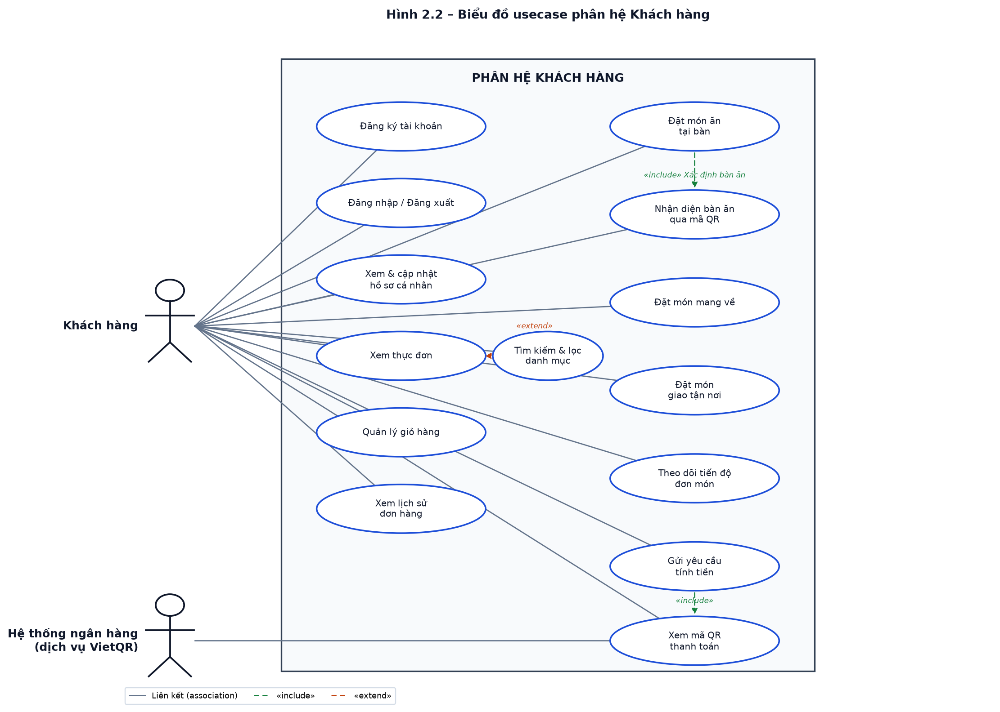 Hình 2.2 – Biểu đồ usecase phân hệ Khách hàng
PHÂN HỆ KHÁCH HÀNG
Đăng ký tài khoản
Đặt món ăn
tại bàn
«include» Xác định bàn ăn
Đăng nhập / Đăng xuất
Nhận diện bàn ăn
qua mã QR
Xem & cập nhật
hồ sơ cá nhân
Đặt món mang về
Khách hàng
«extend»
Xem thực đơn
Tìm kiếm & lọc
danh mục
Đặt món
giao tận nơi
Quản lý giỏ hàng
Theo dõi tiến độ
đơn món
Xem lịch sử
đơn hàng
Gửi yêu cầu
tính tiền
«include»
Hệ thống ngân hàng
(dịch vụ VietQR)
Xem mã QR
thanh toán
Liên kết (association)
«include»
«extend»